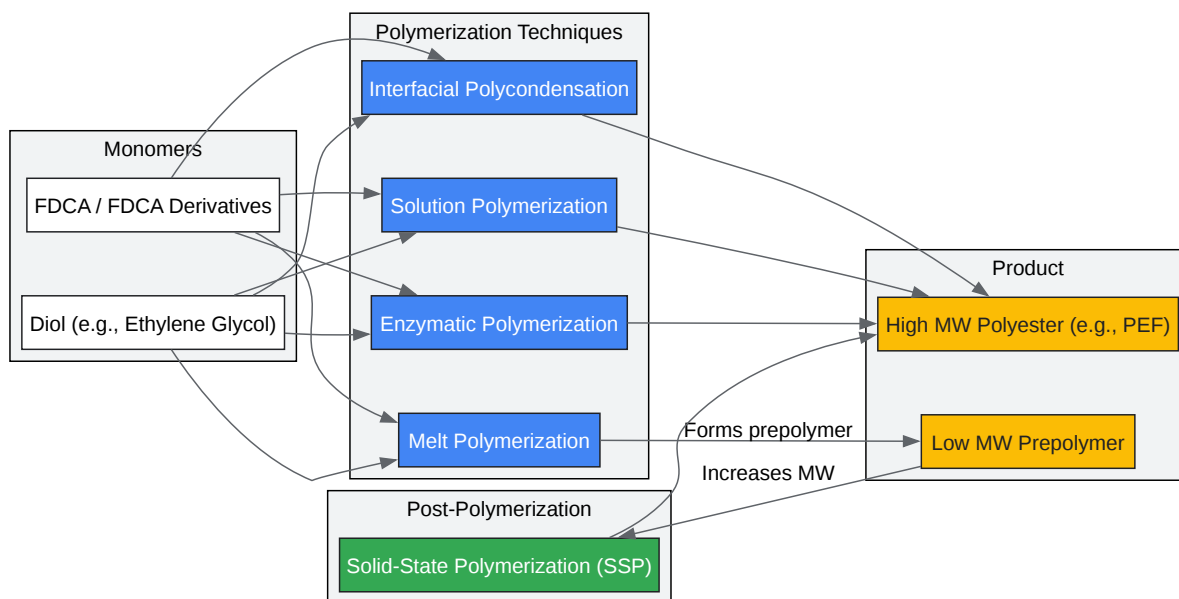 Polymerization Techniques
Interfacial Polycondensation
Monomers
FDCA / FDCA Derivatives
Solution Polymerization
Product
Diol (e.g., Ethylene Glycol)
Enzymatic Polymerization
High MW Polyester (e.g., PEF)
Melt Polymerization
Forms prepolymer
Low MW Prepolymer
Increases MW
Post-Polymerization
Solid-State Polymerization (SSP)